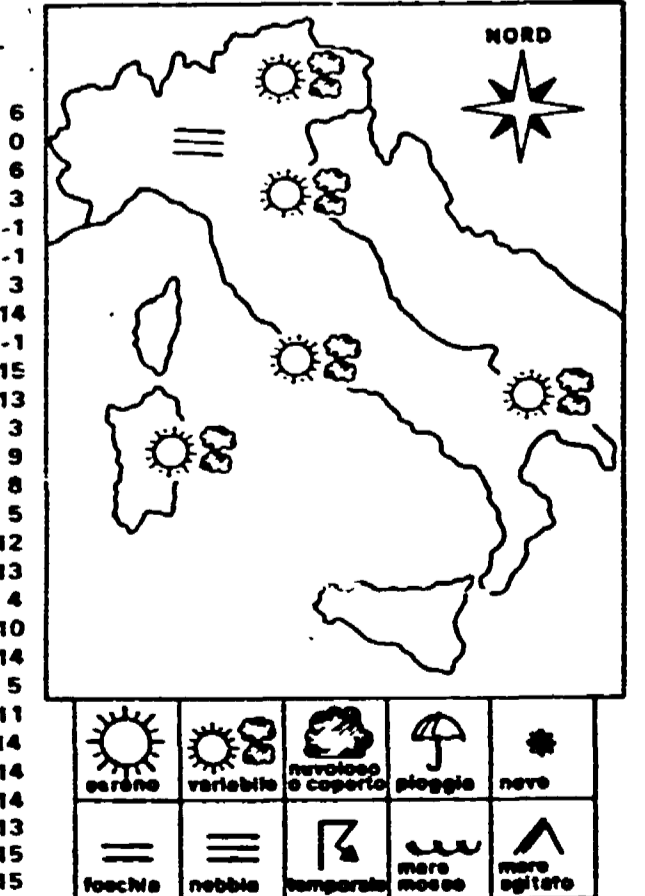 NORD
6
0
6
3
-1
-1
3
14
-1
15
13
3
9
8
5
12
13
4
10
14
5
11
14
14
14
13
15
15
sereno
variabile
nuvoloso
o coperto
pioggia
neve
foschia
nebbia
temporale
mare
mosso
mare
agitato